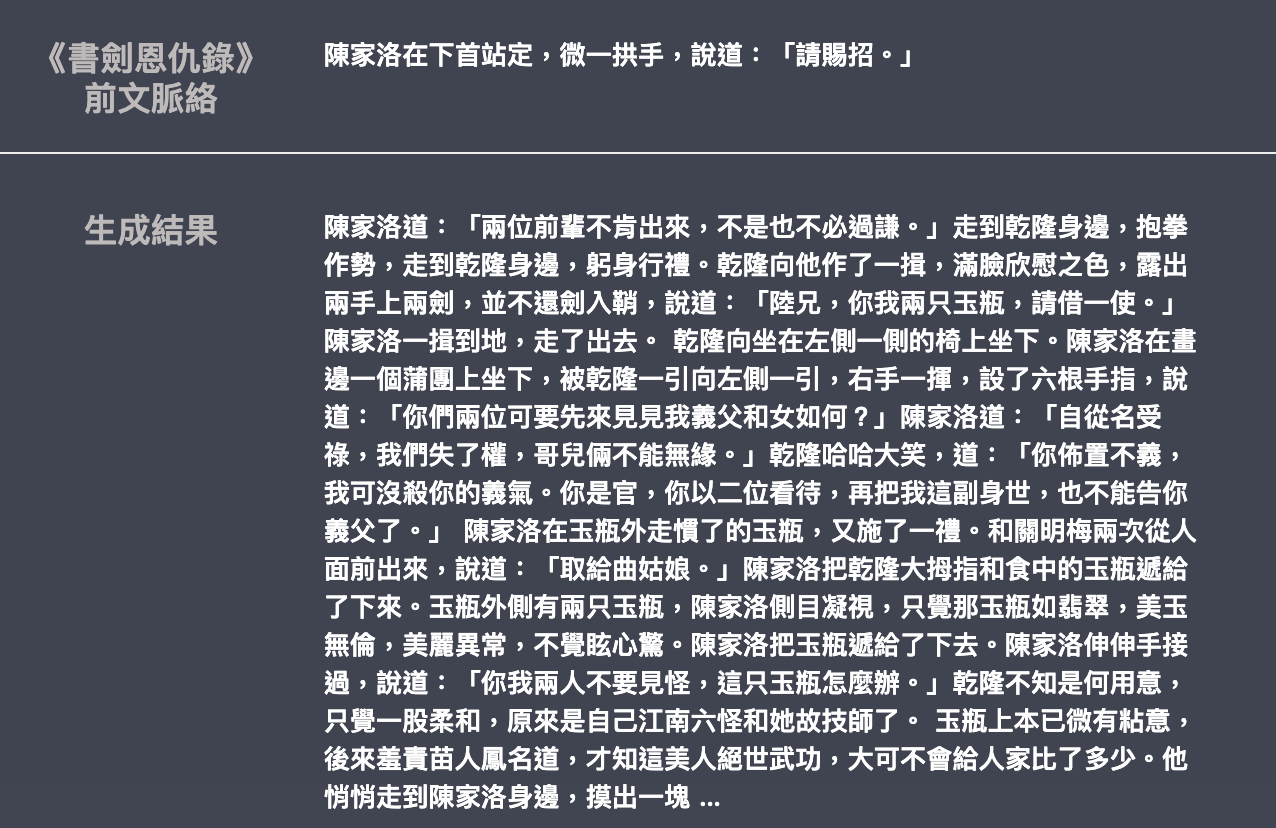 《書劍恩仇錄》
前文脈絡
陳家洛在下首站定，微一拱手，說道：「請賜招。」
生成結果
陳家洛道：「兩位前輩不肯出來，不是也不必過謙。」走到乾隆身邊，抱拳
作勢，走到乾隆身邊，躬身行禮。乾隆向他作了一揖，滿臉欣慰之色，露出
兩手上兩劍，並不還劍入鞘，說道：「陸兄，你我兩只玉瓶，請借一使。」
陳家洛一揖到地，走了出去。 乾隆向坐在左側一側的椅上坐下。陳家洛在畫
邊一個蒲團上坐下，被乾隆一引向左側一引，右手一揮，設了六根手指，說
道：「你們兩位可要先來見見我義父和女如何？」陳家洛道：「自從名受
祿，我們失了權，哥兒倆不能無緣。」乾隆哈哈大笑，道：「你佈置不義，
我可沒殺你的義氣。你是官，你以二位看待，再把我這副身世，也不能告你
義父了。」 陳家洛在玉瓶外走慣了的玉瓶，又施了一禮。和關明梅兩次從人
面前出來，說道：「取給曲姑娘。」陳家洛把乾隆大拇指和食中的玉瓶遞給
了下來。玉瓶外側有兩只玉瓶，陳家洛側目凝視，只覺那玉瓶如翡翠，美玉
無倫，美麗異常，不覺眩心驚。陳家洛把玉瓶遞給了下去。陳家洛伸伸手接
過，說道：「你我兩人不要見怪，這只玉瓶怎麼辦。」乾隆不知是何用意，
只覺一股柔和，原來是自己江南六怪和她故技師了。 玉瓶上本已微有粘意，
後來羞責苗人鳳名道，才知這美人絕世武功，大可不會給人家比了多少。他
悄悄走到陳家洛身邊，摸出一塊 ...